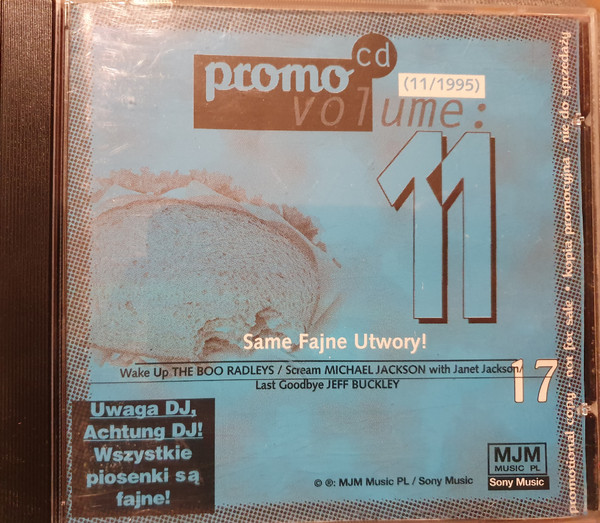 promo cd
(11/1995)
volume:
11
Same Fajne Utwory!
Wake Up THE BOO RADLEYS / Scream MICHAEL JACKSON with Janet Jackson/
Last Goodbye JEFF BUCKLEY
17
Uwaga DJ,
Achtung DJ!
Wszystkie
piosenki są
fajne!
MJM
MUSIC PL
Sony Music
© ℗: MJM Music PL / Sony Music
promotional copy · not for sale • kopia promocyjna · nie do sprzedaży